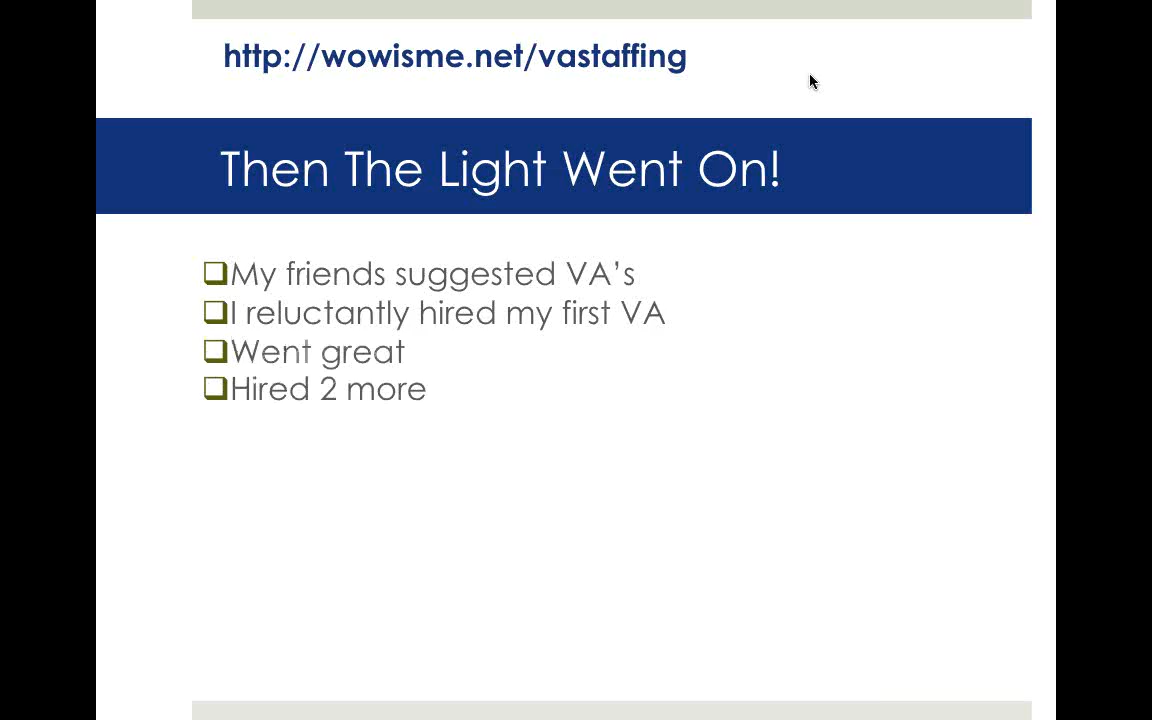 http://wowisme.net/vastaffing
Then The Light Went On!
My friends suggested VA's
I reluctantly hired my first VA
Went great
Hired 2 more